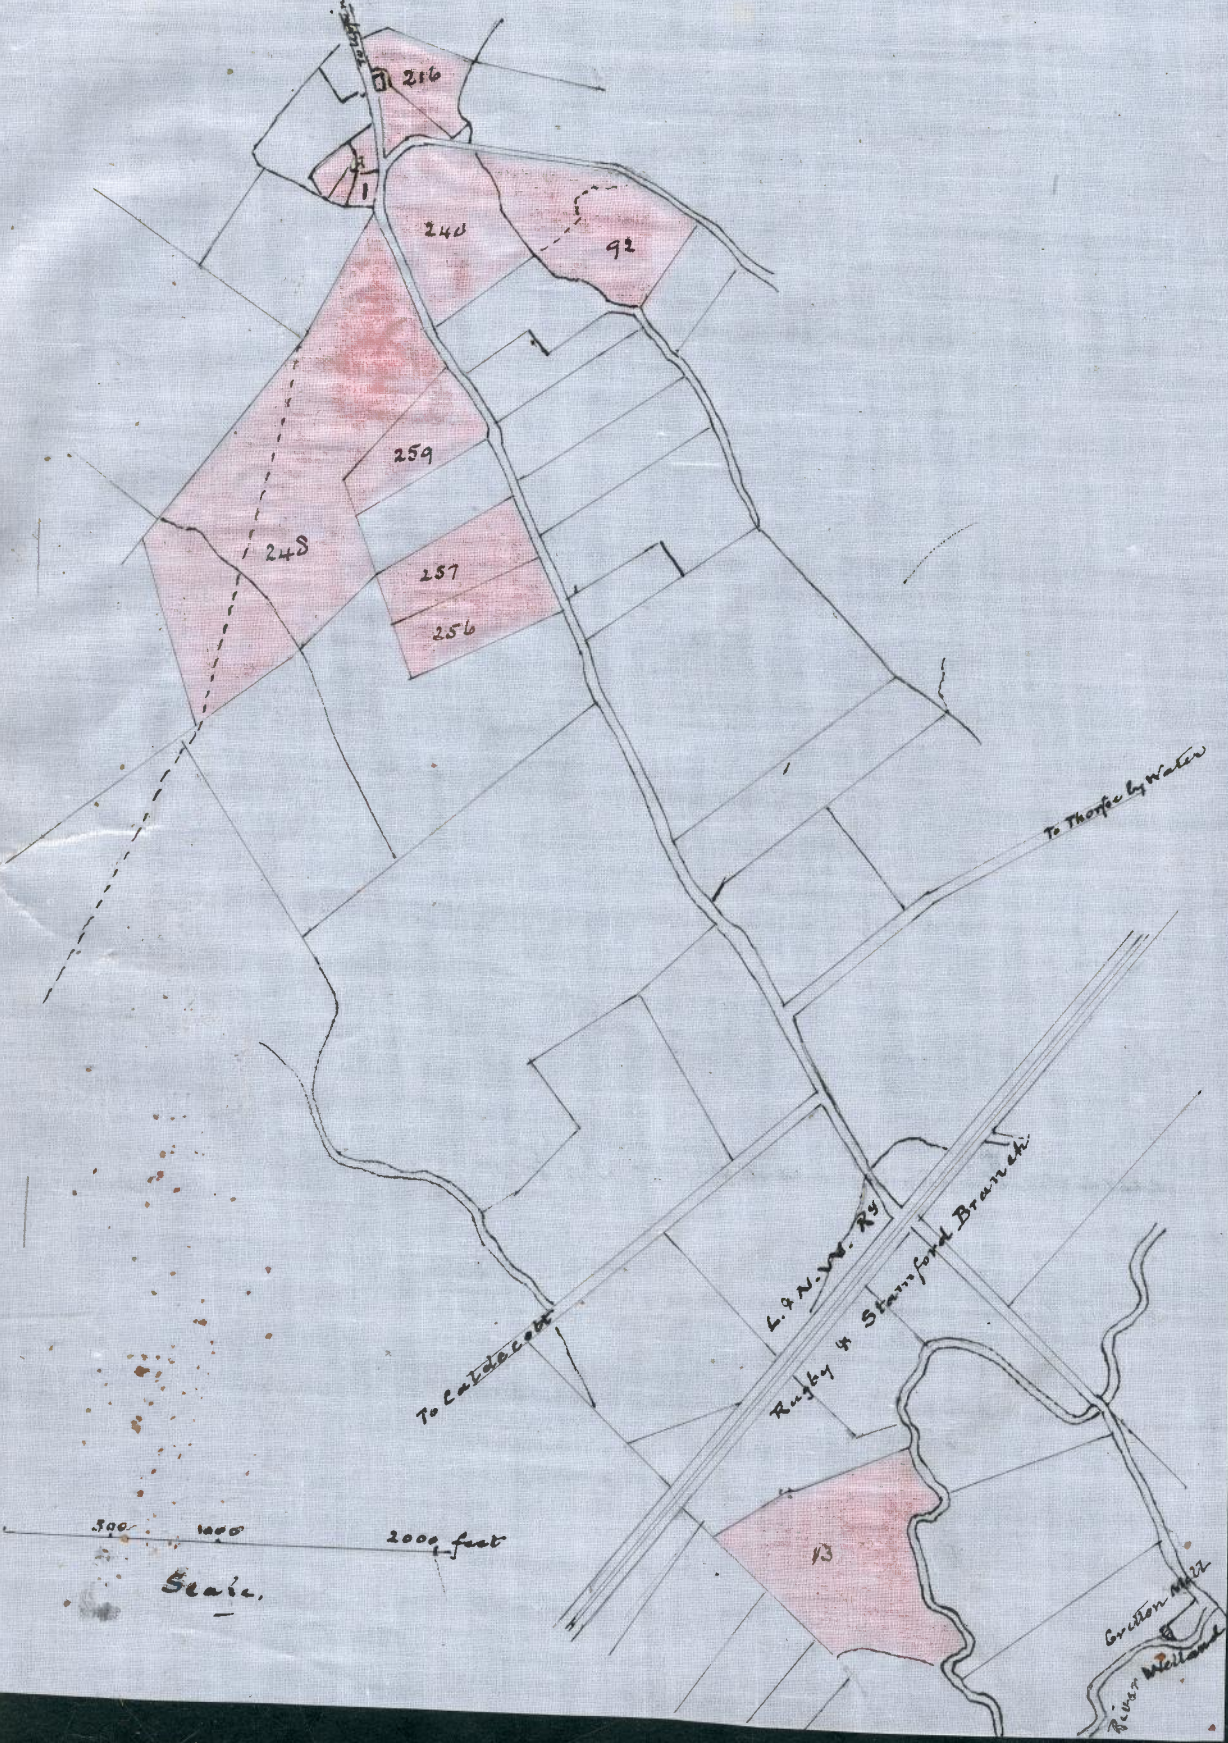 216
240
92
259
248
257
256
To Thorpe by Water
L & N. W. Ry
Rugby & Stamford Branch
To Caldecott
13
500 1000 2000 feet
Scale.
Gretton Mill
River Welland